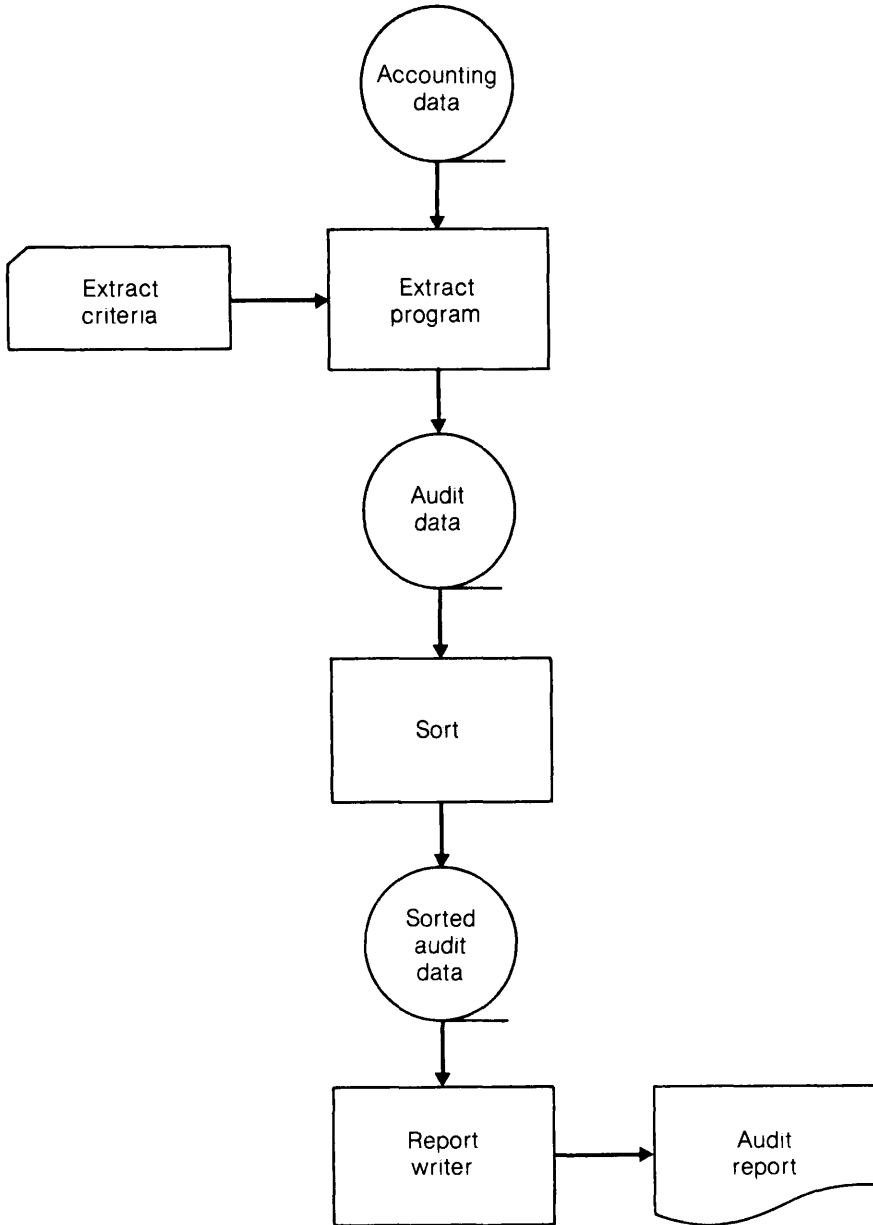 Accounting
data
Extract
criteria
Extract
program
Audit
data
Sort
Sorted
audit
data
Report
writer
Audit
report